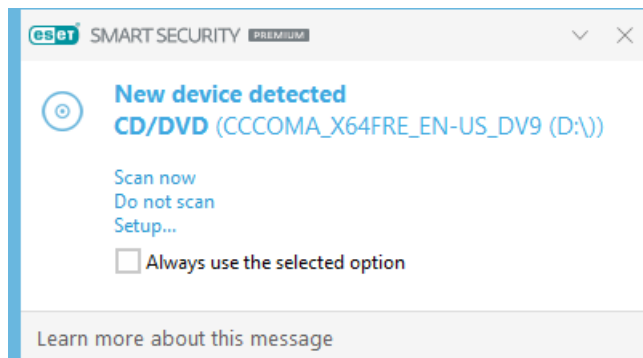 eset SMART SECURITY PREMIUM
New device detected
CD/DVD (CCCOMA_X64FRE_EN-US_DV9 (D:\))
Scan now
Do not scan
Setup...
Always use the selected option
Learn more about this message